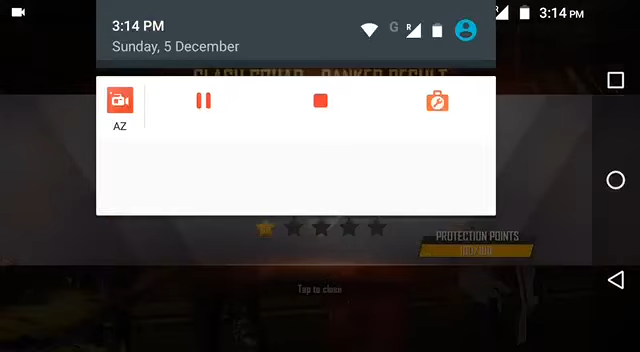 3:14 PM
3:14 PM
Sunday, 5 December
G
R
R
CLASH SQUAD - RANKED RESULT
AZ
PROTECTION POINTS
100/100
Tap to close